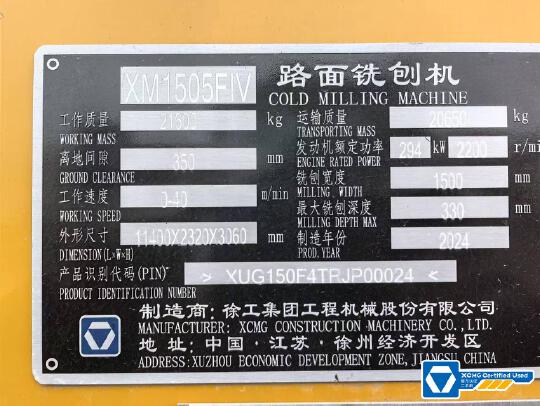 XM1505FIV 路面铣刨机
COLD MILLING MACHINE
工作质量 kg 运输质量 20650 kg
WORKING MASS TRANSPORTING MASS
离地间隙 350 mm 发动机额定功率 294 kW 2200 r/min
GROUND CLEARANCE ENGINE RATED POWER
工作速度 0-40 m/min 铣刨宽度 1500 mm
WORKING SPEED MILLING WIDTH
外形尺寸 11400X2320X3060 mm 最大铣刨深度 330 mm
DIMENSION(L×W×H) MILLING DEPTH MAX
产品识别代码(PIN) 制造年份 2024
PRODUCT IDENTIFICATION NUMBER PROD. YEAR
> XUG150F4TPJP00024 <
制造商: 徐工集团工程机械股份有限公司
MANUFACTURER: XCMG CONSTRUCTION MACHINERY CO., LTD.
地址: 中国·江苏·徐州经济开发区
ADDRESS: XUZHOU ECONOMIC DEVELOPMENT ZONE, JIANGSU CHINA
XCMG Certified Used